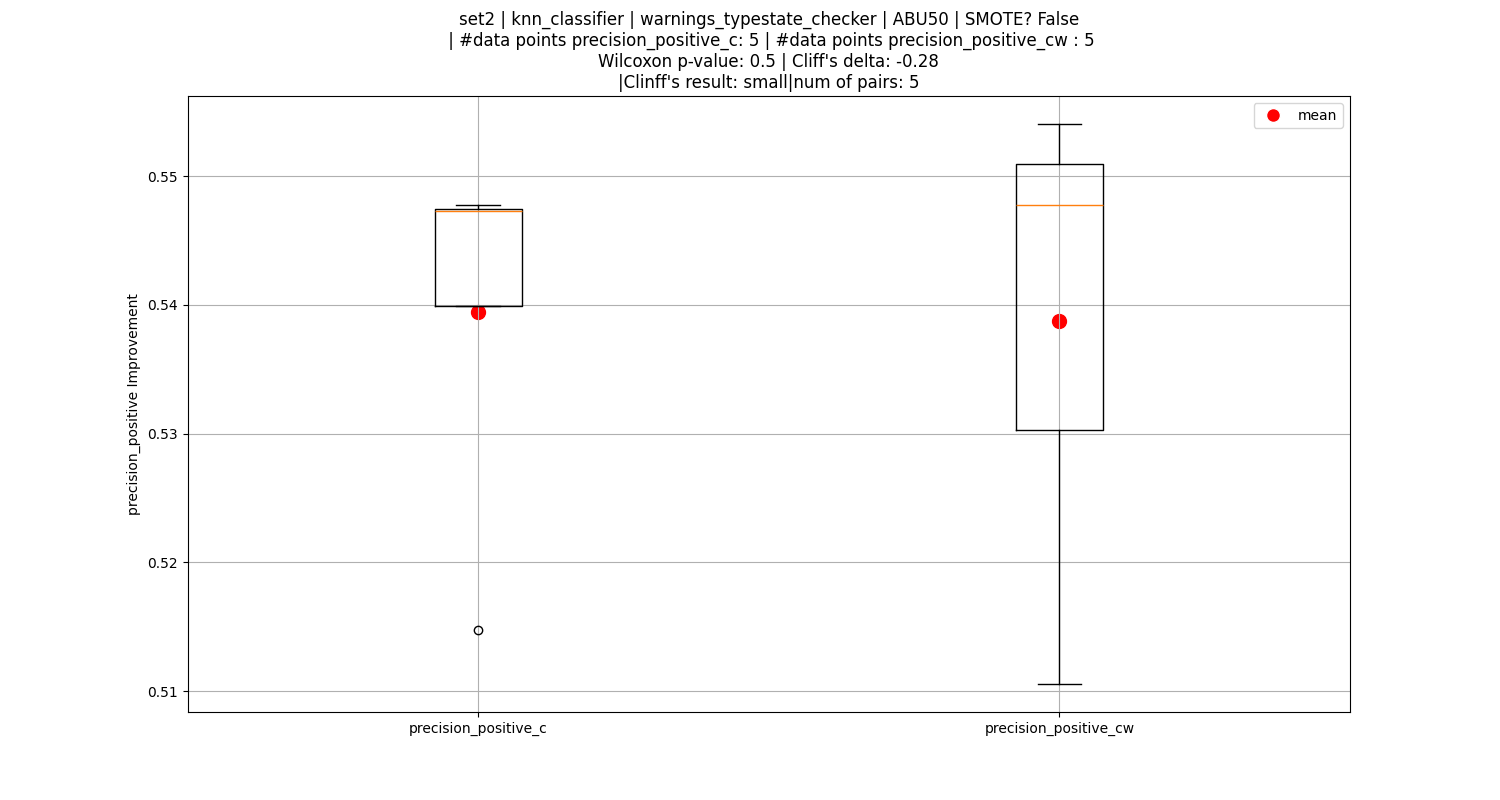 set2 | knn_classifier | warnings_typestate_checker | ABU50 | SMOTE? False
| #data points precision_positive_c: 5 | #data points precision_positive_cw : 5
Wilcoxon p-value: 0.5 | Cliff's delta: -0.28
|Clinff's result: small|num of pairs: 5
mean
0.55
0.54
0.53
0.52
0.51
precision_positive Improvement
precision_positive_c
precision_positive_cw